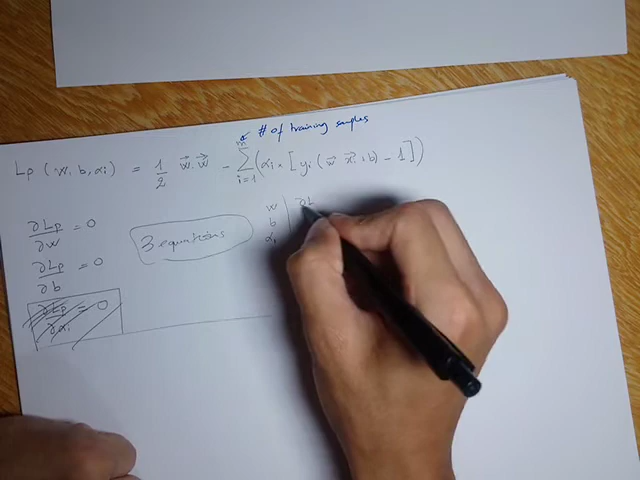 # of training samples
m
Lp (w, b, αi) = 1/2 w⃗.w⃗ - Σ (αi × [yi (w⃗ x⃗i + b) - 1])
i=1
∂Lp/∂w = 0
∂Lp/∂b = 0
∂Lp/∂αi = 0
3 equations
w ∂L
b
αi